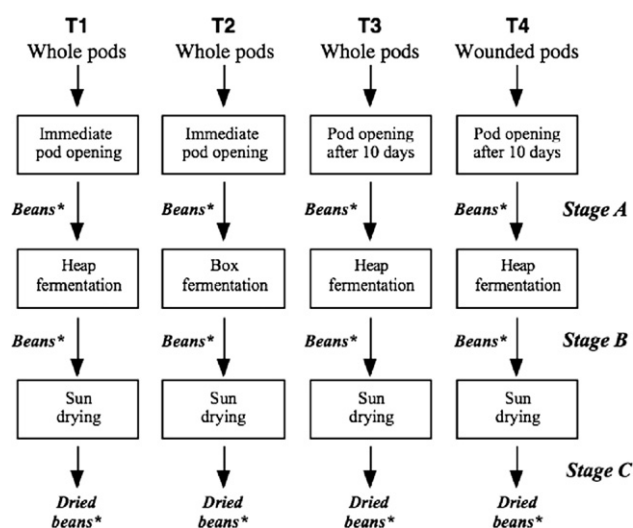 T1 T2 T3 T4
Whole pods Whole pods Whole pods Wounded pods
Immediate Immediate Pod opening Pod opening
pod opening pod opening after 10 days after 10 days
Beans* Beans* Beans* Beans* Stage A
Heap Box Heap Heap
fermentation fermentation fermentation fermentation
Beans* Beans* Beans* Beans* Stage B
Sun Sun Sun Sun
drying drying drying drying
Stage C
Dried Dried Dried Dried
beans* beans* beans* beans*